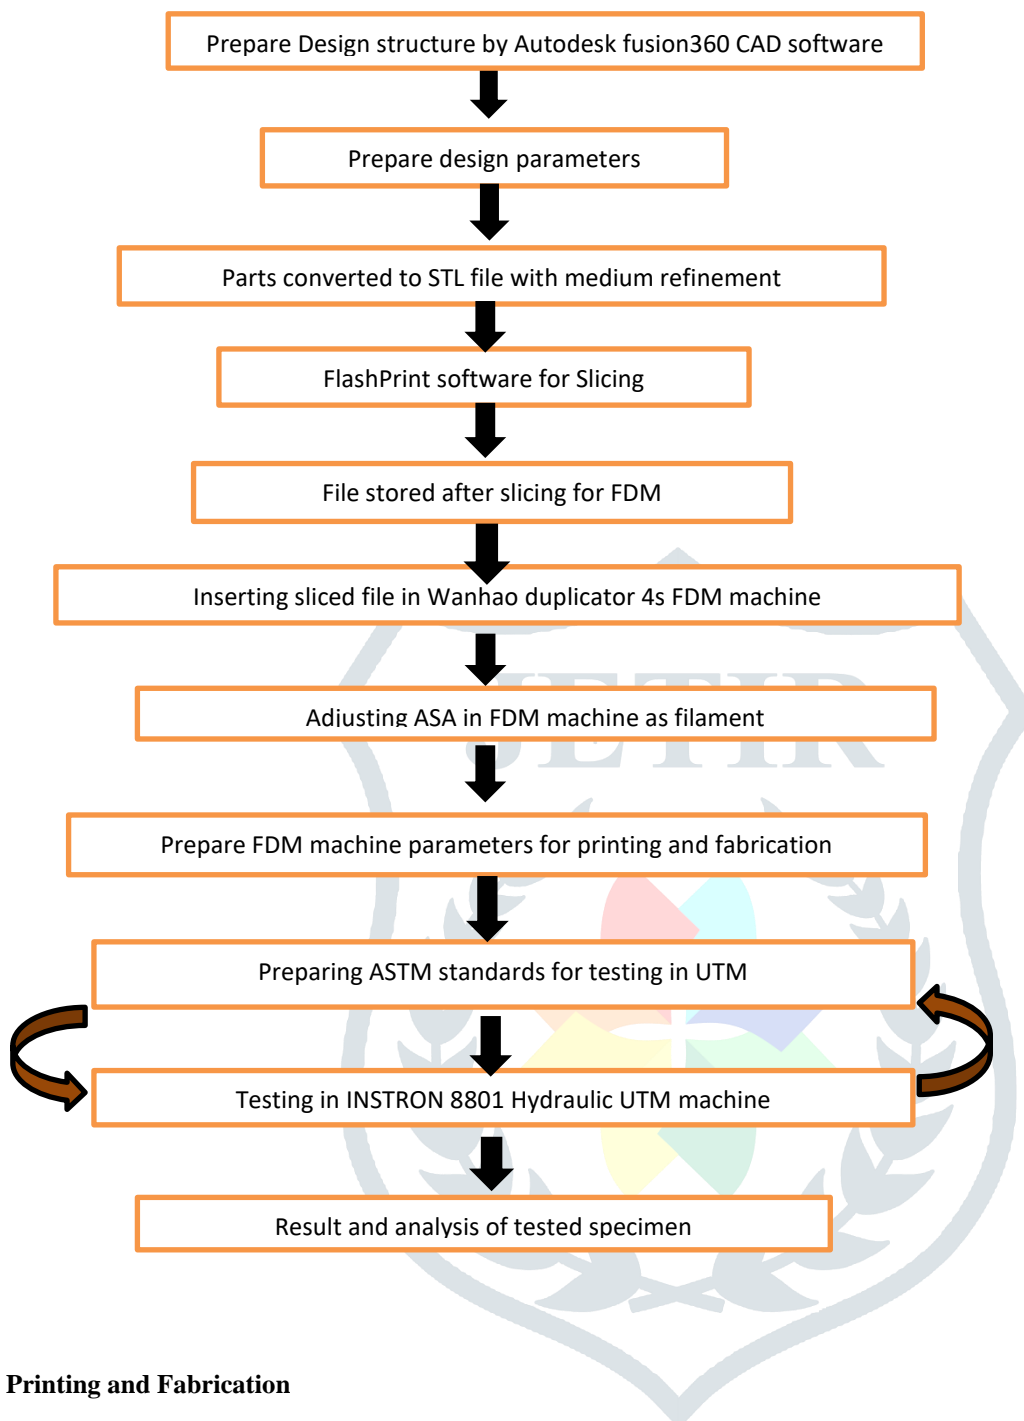 Prepare Design structure by Autodesk fusion360 CAD software
Prepare design parameters
Parts converted to STL file with medium refinement
FlashPrint software for Slicing
File stored after slicing for FDM
Inserting sliced file in Wanhao duplicator 4s FDM machine
JETIR
Adjusting ASA in FDM machine as filament
Prepare FDM machine parameters for printing and fabrication
Preparing ASTM standards for testing in UTM
Testing in INSTRON 8801 Hydraulic UTM machine
Result and analysis of tested specimen
Printing and Fabrication